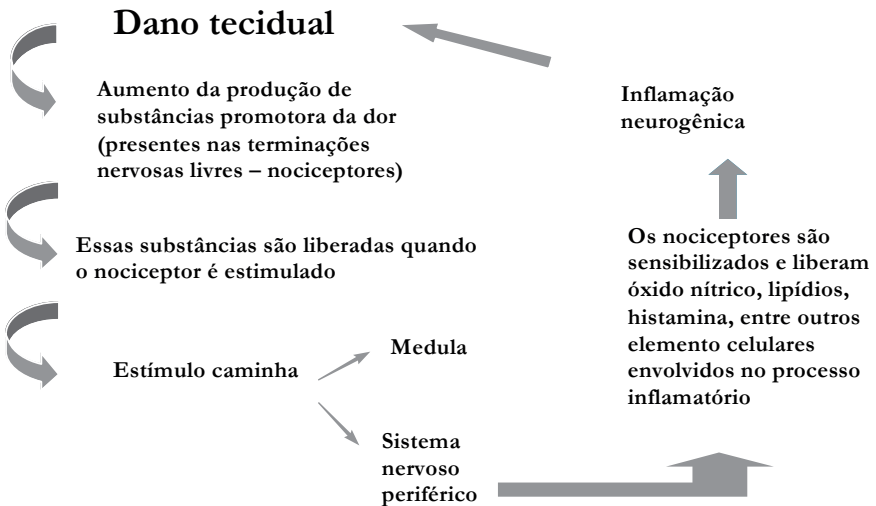 Dano tecidual
Aumento da produção de
substâncias promotora da dor
(presentes nas terminações
nervosas livres – nociceptores)
Essas substâncias são liberadas quando
o nociceptor é estimulado
Estímulo caminha
Medula
Sistema
nervoso
periférico
Os nociceptores são
sensibilizados e liberam
óxido nítrico, lipídios,
histamina, entre outros
elemento celulares
envolvidos no processo
inflamatório
Inflamação
neurogênica